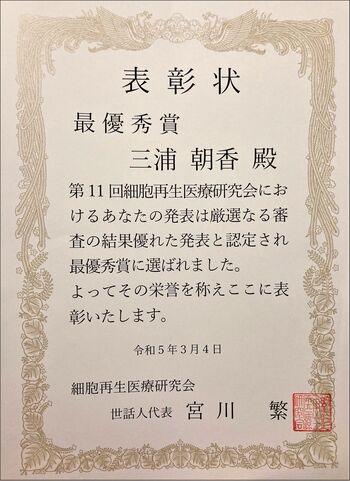 表彰状
最優秀賞
三浦 朝香 殿
第11回細胞再生医療研究会にお
けるあなたの発表は厳選なる審
査の結果優れた発表と認定され
最優秀賞に選ばれました。
よってその栄誉を称えここに表
彰いたします。
令和5年3月4日
細胞再生医療研究会
世話人代表 宮川 繁